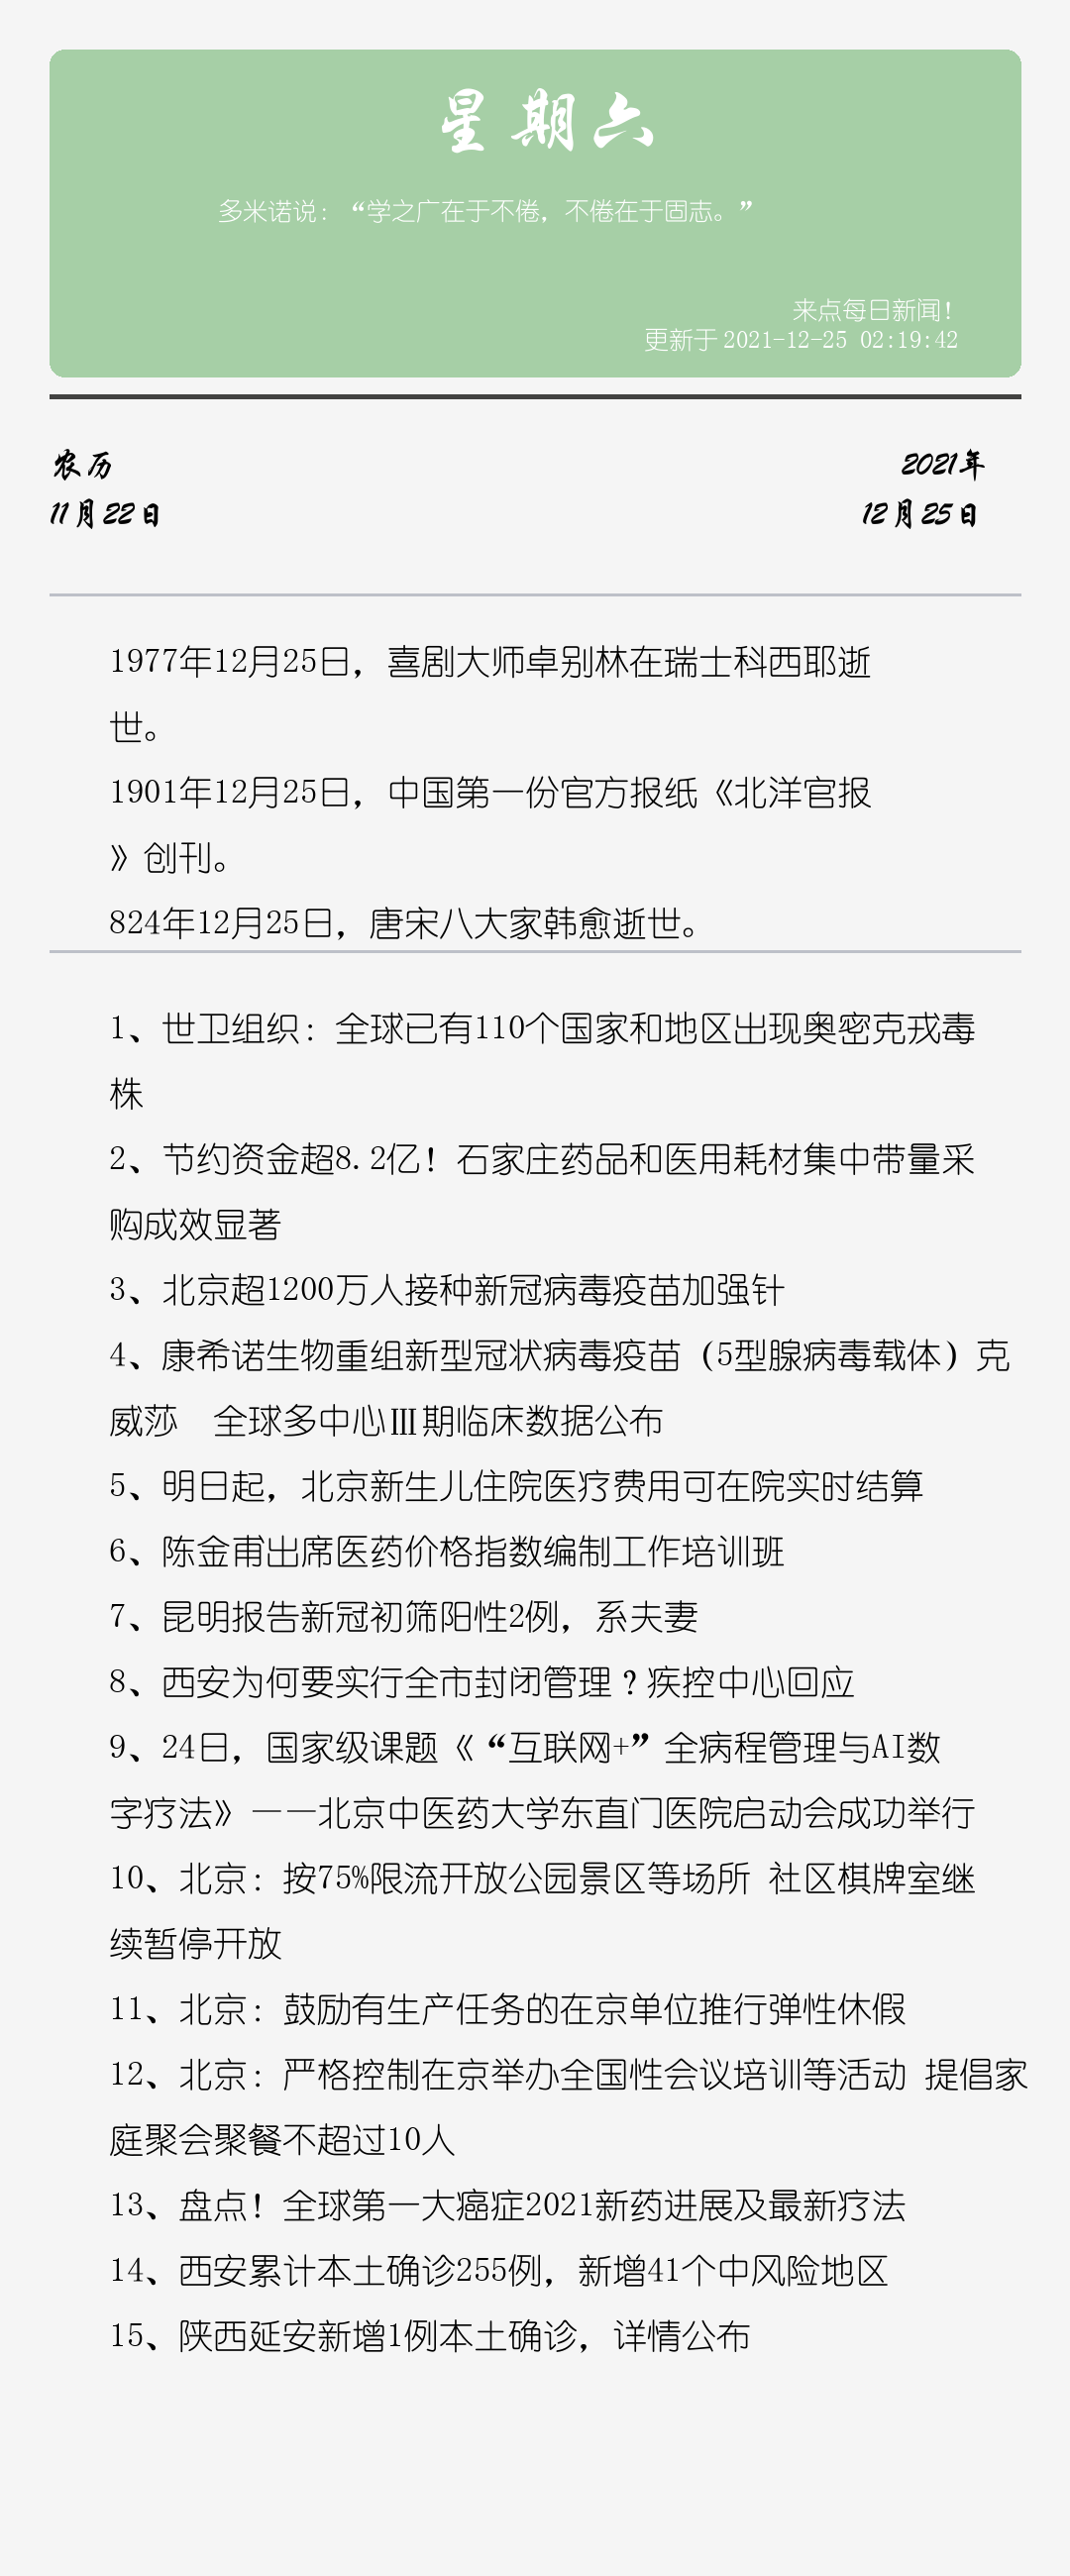 星期六
多米诺说：“学之广在于不倦，不倦在于固志。”
来点每日新闻！
更新于 2021-12-25 02:19:42
农历
2021年
11月22日
12月25日
1977年12月25日，喜剧大师卓别林在瑞士科西耶逝
世。
1901年12月25日，中国第一份官方报纸《北洋官报
》创刊。
824年12月25日，唐宋八大家韩愈逝世。
1、世卫组织：全球已有110个国家和地区出现奥密克戎毒
株
2、节约资金超8.2亿！石家庄药品和医用耗材集中带量采
购成效显著
3、北京超1200万人接种新冠病毒疫苗加强针
4、康希诺生物重组新型冠状病毒疫苗（5型腺病毒载体）克
威莎　全球多中心Ⅲ期临床数据公布
5、明日起，北京新生儿住院医疗费用可在院实时结算
6、陈金甫出席医药价格指数编制工作培训班
7、昆明报告新冠初筛阳性2例，系夫妻
8、西安为何要实行全市封闭管理？疾控中心回应
9、24日，国家级课题《“互联网+”全病程管理与AI数
字疗法》——北京中医药大学东直门医院启动会成功举行
10、北京：按75%限流开放公园景区等场所 社区棋牌室继
续暂停开放
11、北京：鼓励有生产任务的在京单位推行弹性休假
12、北京：严格控制在京举办全国性会议培训等活动 提倡家
庭聚会聚餐不超过10人
13、盘点！全球第一大癌症2021新药进展及最新疗法
14、西安累计本土确诊255例，新增41个中风险地区
15、陕西延安新增1例本土确诊，详情公布